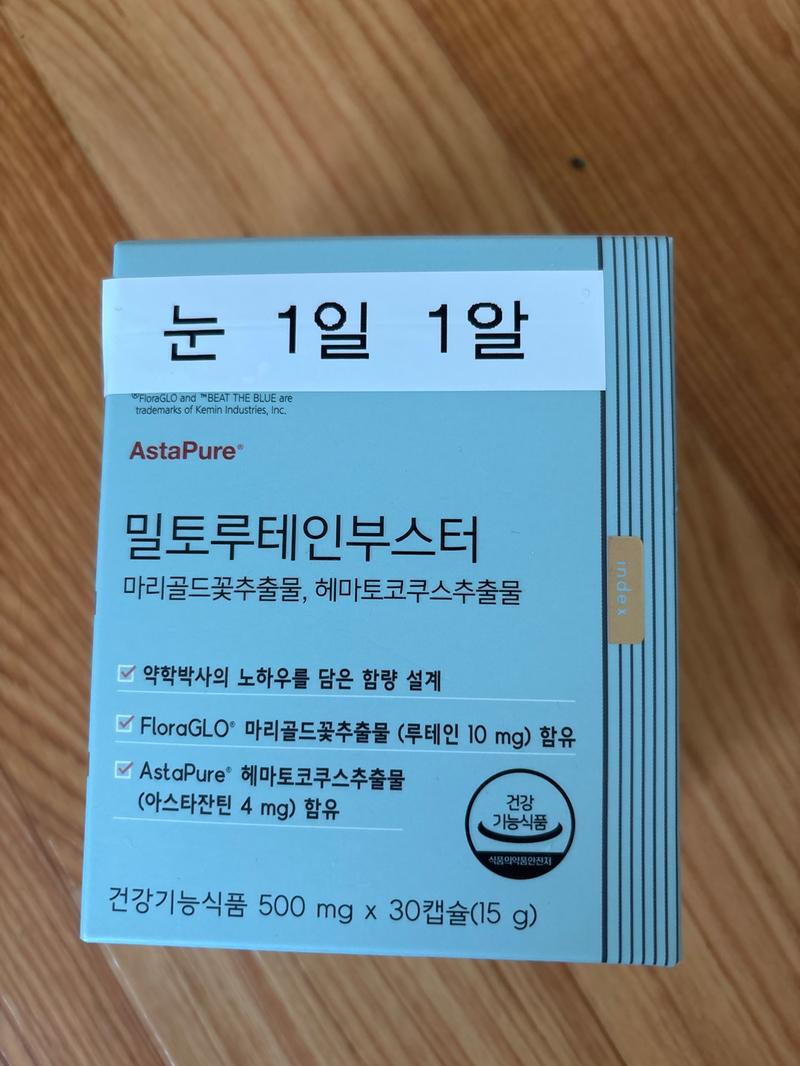 눈 1일 1알
®FloraGLO and ™BEAT THE BLUE are
trademarks of Kemin Industries, Inc.
AstaPure®
밀토루테인부스터
마리골드꽃추출물, 헤마토코쿠스추출물
index
약학박사의 노하우를 담은 함량 설계
FloraGLO® 마리골드꽃추출물 (루테인 10 mg) 함유
AstaPure® 헤마토코쿠스추출물
(아스타잔틴 4 mg) 함유
건강
기능식품
식품의약품안전처
건강기능식품 500 mg x 30캡슐(15 g)